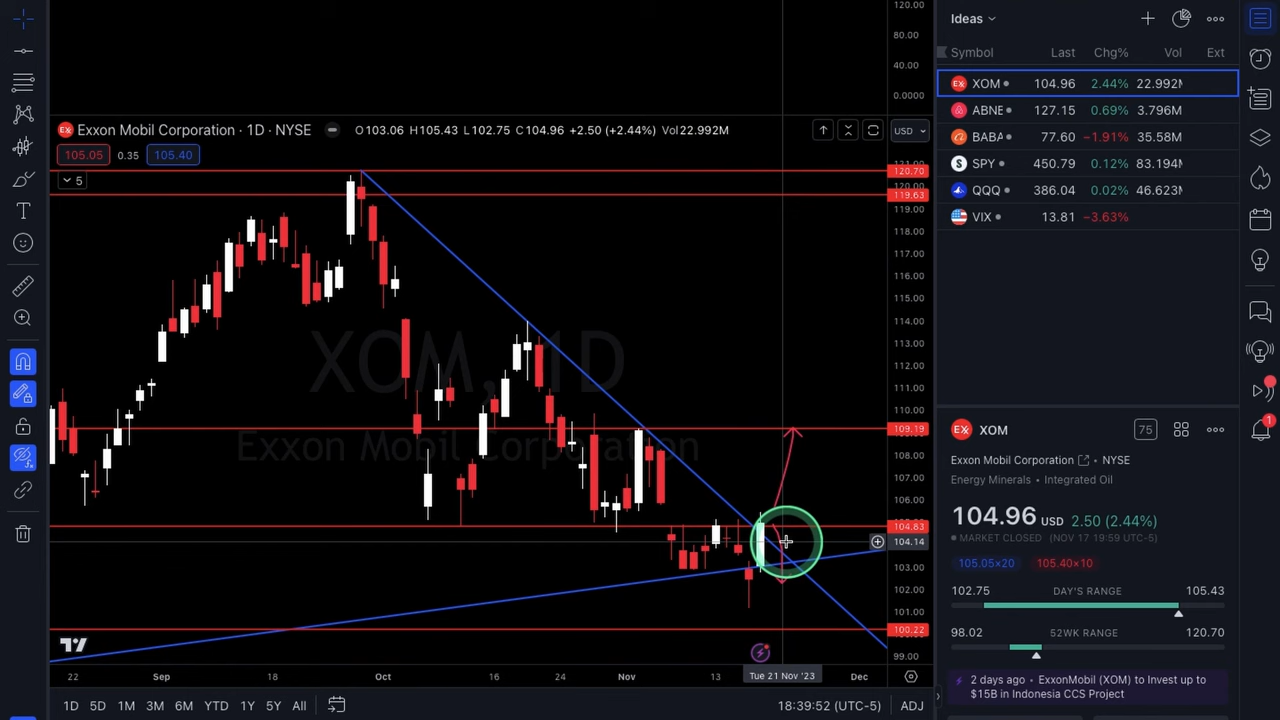 120.00
80.00
40.00
0.0000
Exxon Mobil Corporation · 1D · NYSE O103.06 H105.43 L102.75 C104.96 +2.50 (+2.44%) Vol22.992M USD
105.05 0.35 105.40
5
120.70
120.00
119.63
119.00
118.00
117.00
116.00
115.00
114.00
113.00
112.00
111.00
110.00
109.19
108.00
107.00
106.00
104.83
104.14
103.00
102.00
101.00
100.22
99.00
XOM, 1D
Exxon Mobil Corporation
22 Sep 18 Oct 16 24 Nov 13 Tue 21 Nov '23 Dec
1D 5D 1M 3M 6M YTD 1Y 5Y All 18:39:52 (UTC-5) ADJ
Ideas
Symbol Last Chg% Vol Ext
XOM 104.96 2.44% 22.992M
ABNB 127.15 0.69% 3.796M
BABA 77.60 −1.91% 35.58M
SPY 450.79 0.12% 83.194M
QQQ 386.04 0.02% 46.623M
VIX 13.81 −3.63%
XOM 75
Exxon Mobil Corporation • NYSE
Energy Minerals • Integrated Oil
104.96 USD 2.50 (2.44%)
MARKET CLOSED (NOV 17 19:59 UTC-5)
105.05×20 105.40×10
102.75 DAY'S RANGE 105.43
98.02 52WK RANGE 120.70
2 days ago • ExxonMobil (XOM) to Invest up to
$15B in Indonesia CCS Project
1